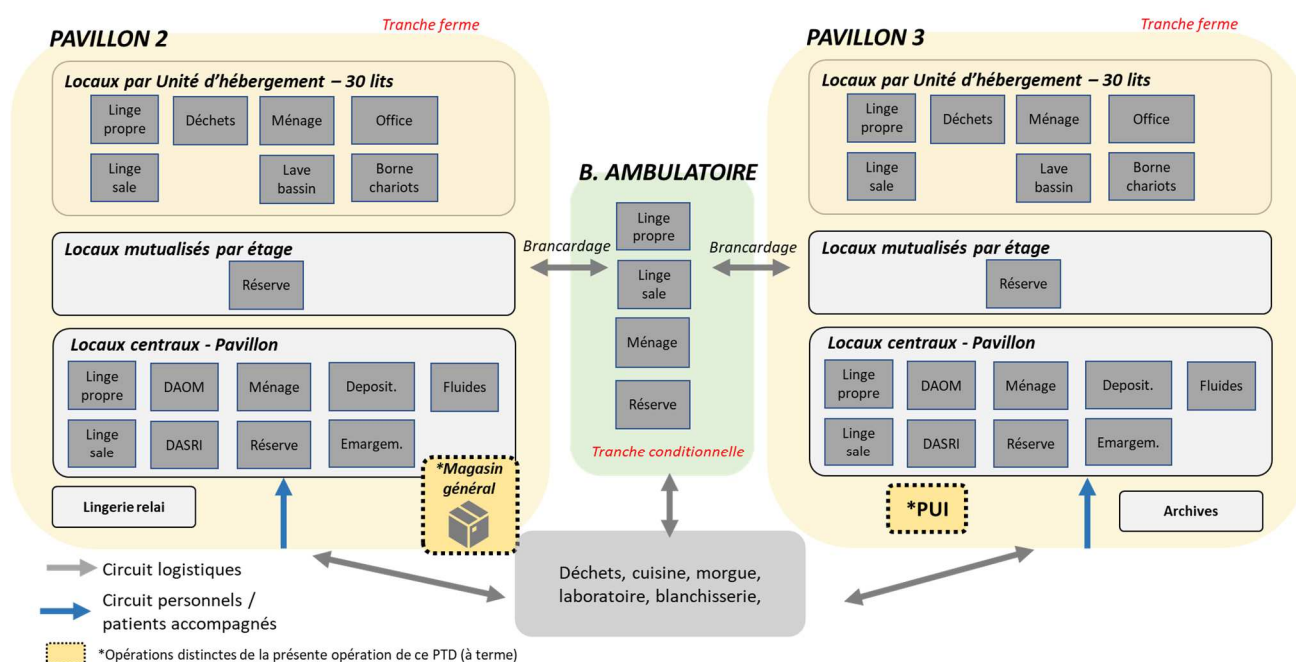 Tranche ferme
PAVILLON 2
Locaux par Unité d'hébergement – 30 lits
Linge
propre
Déchets
Ménage
Office
Linge
sale
Lave
bassin
Borne
chariots
Locaux mutualisés par étage
Réserve
Locaux centraux - Pavillon
Linge
propre
DAOM
Ménage
Deposit.
Fluides
Linge
sale
DASRI
Réserve
Emargem.
*Magasin
général
Lingerie relai
Brancardage
B. AMBULATOIRE
Linge
propre
Linge
sale
Ménage
Réserve
Tranche conditionnelle
Brancardage
Tranche ferme
PAVILLON 3
Locaux par Unité d'hébergement – 30 lits
Linge
propre
Déchets
Ménage
Office
Linge
sale
Lave
bassin
Borne
chariots
Locaux mutualisés par étage
Réserve
Locaux centraux - Pavillon
Linge
propre
DAOM
Ménage
Deposit.
Fluides
Linge
sale
DASRI
Réserve
Emargem.
*PUI
Archives
Déchets, cuisine, morgue,
laboratoire, blanchisserie,
Circuit logistiques
Circuit personnels /
patients accompagnés
*Opérations distinctes de la présente opération de ce PTD (à terme)